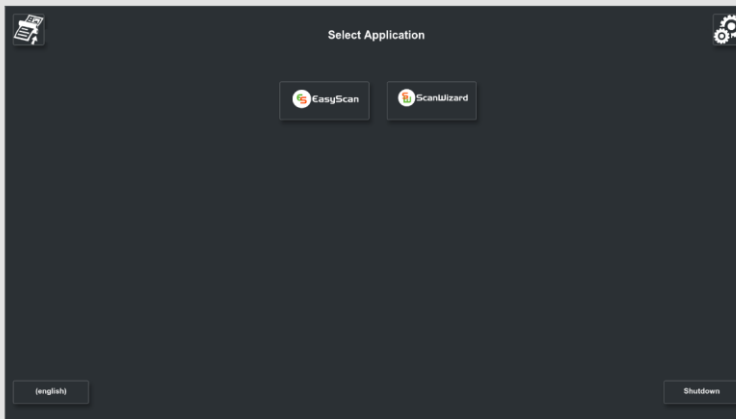 Select Application
EasyScan
ScanWizard
(english)
Shutdown